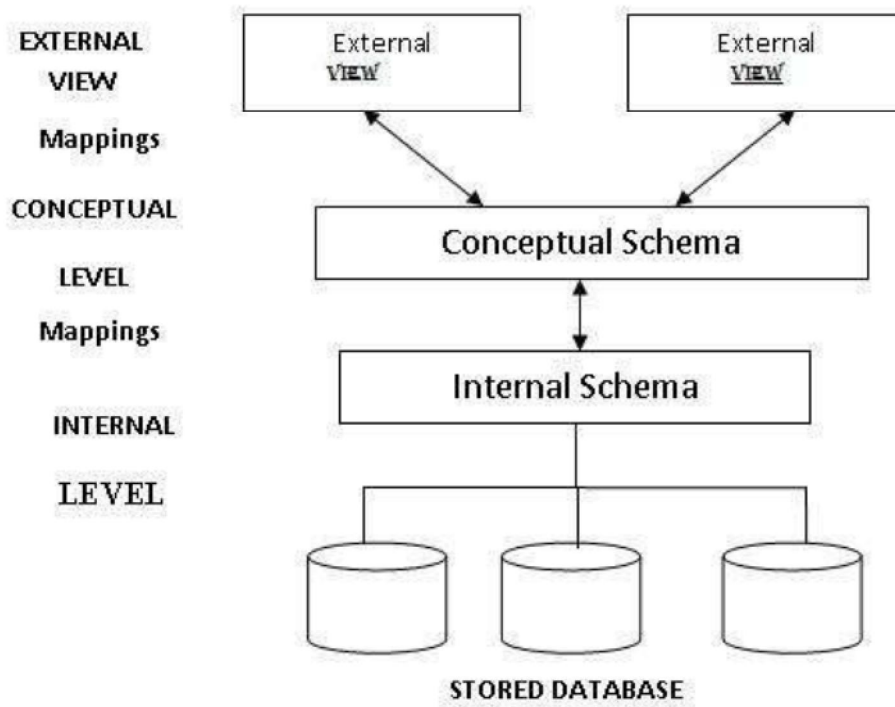 EXTERNAL
VIEW
External
VIEW
External
VIEW
Mappings
CONCEPTUAL
Conceptual Schema
LEVEL
Mappings
Internal Schema
INTERNAL
LEVEL
STORED DATABASE